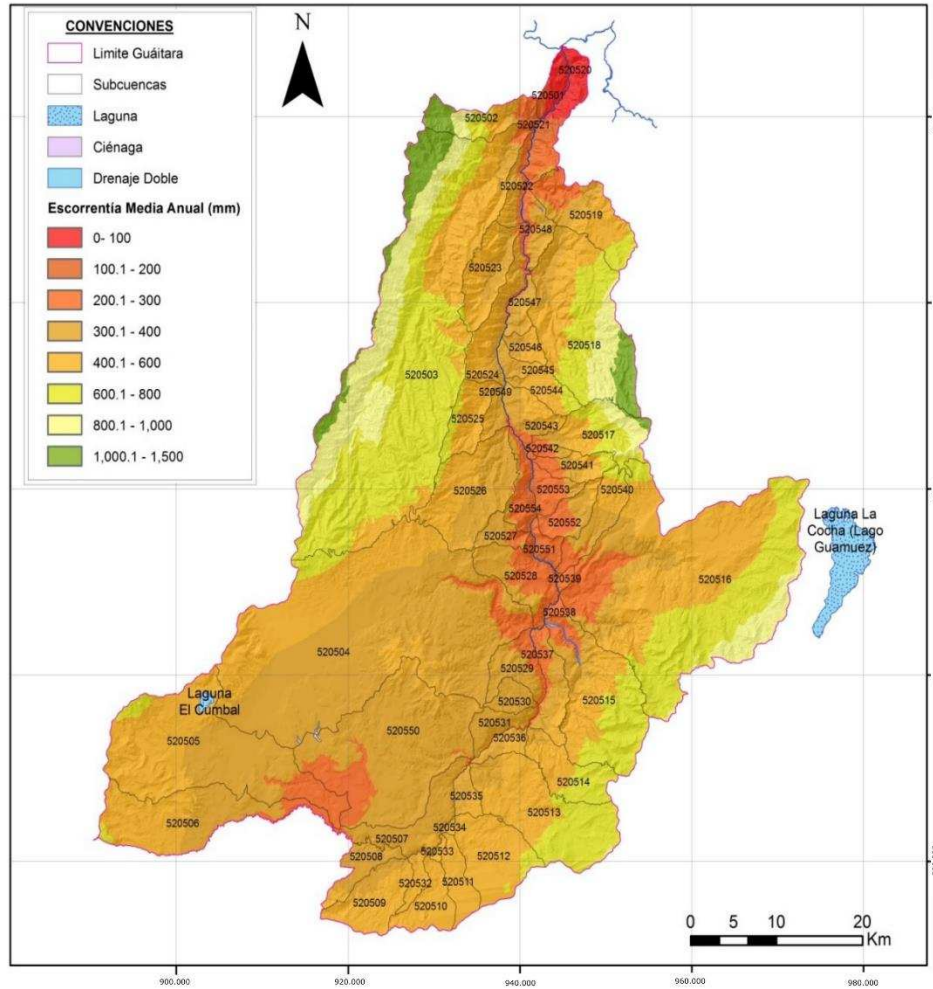 CONVENCIONES
Limite Guáitara
Subcuencas
Laguna
Ciénaga
Drenaje Doble
Escorrentía Media Anual (mm)
0- 100
100.1 - 200
200.1 - 300
300.1 - 400
400.1 - 600
600.1 - 800
800.1 - 1,000
1,000.1 - 1,500
N
520520
520501
520502
520521
520522
520519
520548
520523
520547
520546
520518
520503
520524
520545
520549
520544
520525
520543
520517
520542
520541
520526
520553
520540
520554
520552
520527
520551
520528
520539
520516
Laguna La
Cocha (Lago
Guamuez)
520538
520504
520537
520529
Laguna
El Cumbal
520530
520515
520531
520550
520536
520505
520514
520535
520513
520506
520534
520507
520533
520508
520512
520532
520511
520509
520510
0 5 10 20
Km
900.000 920.000 940.000 960.000 980.000